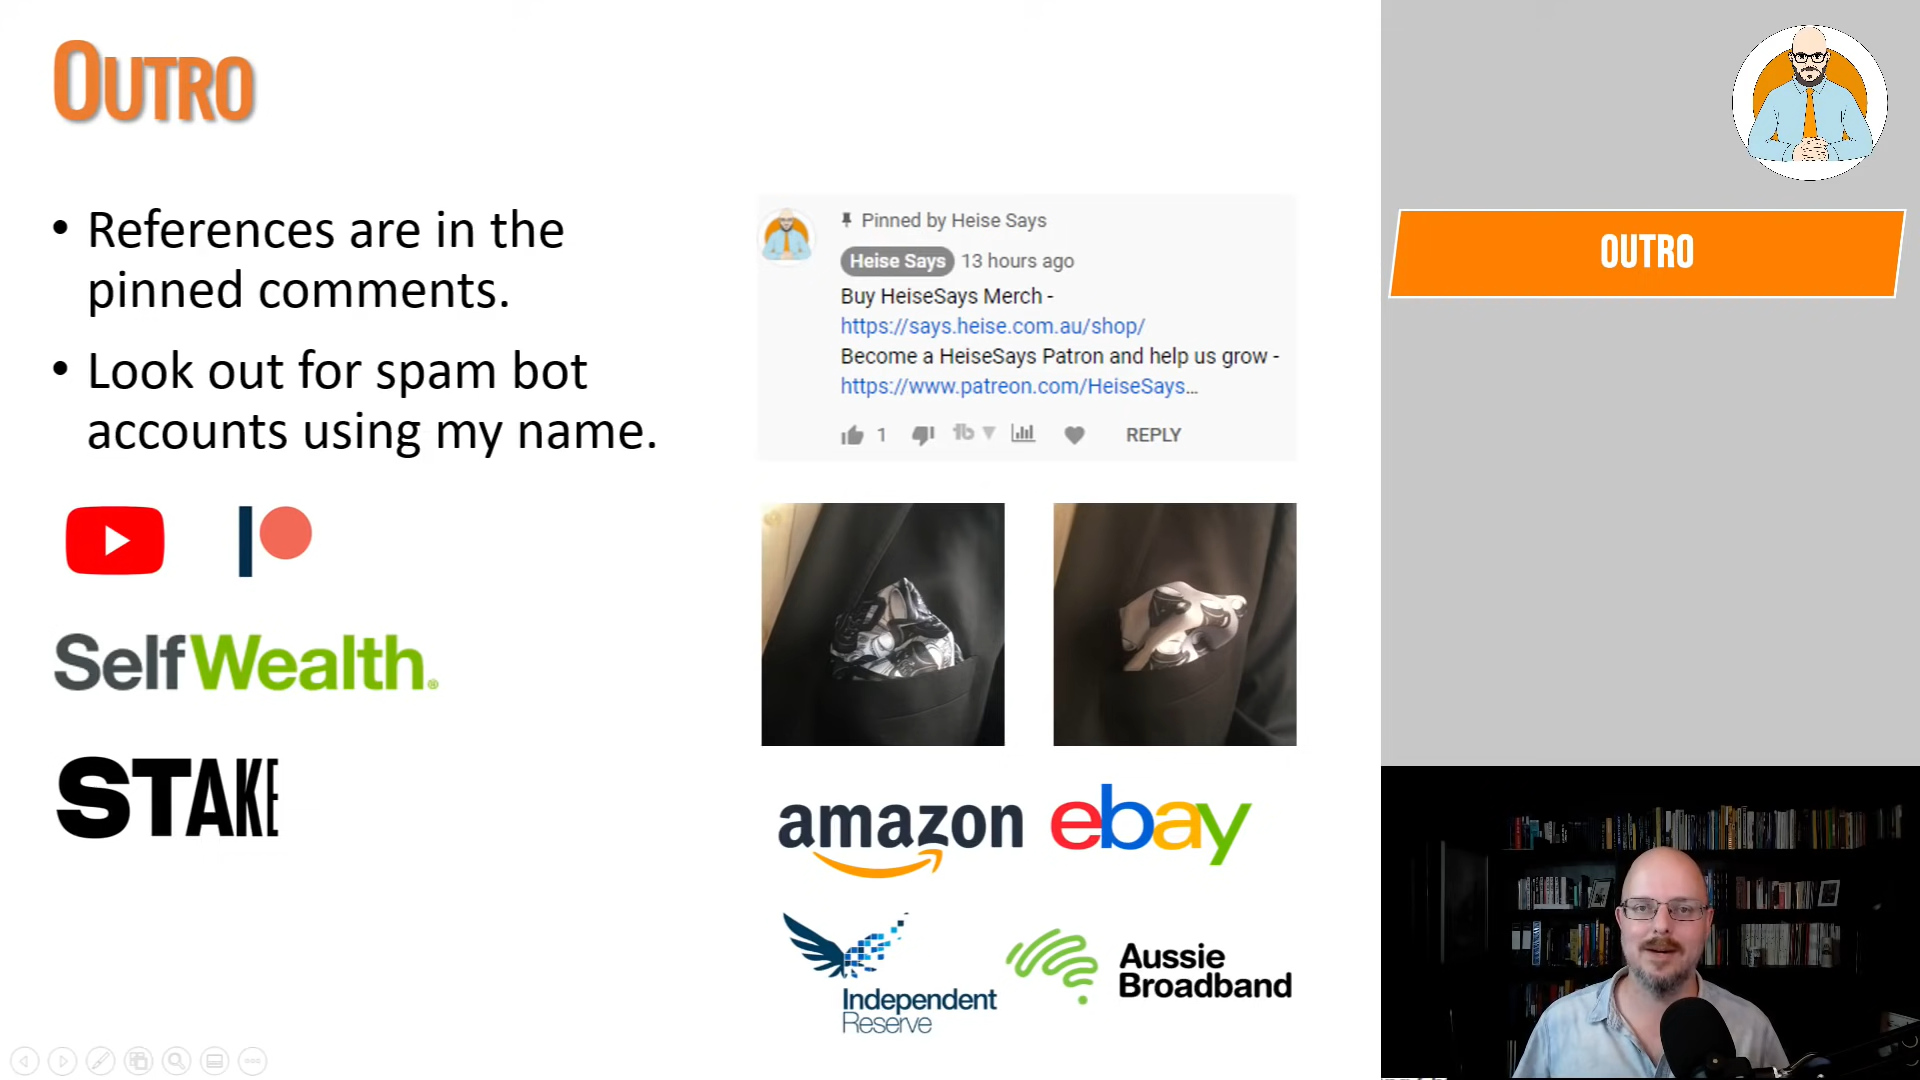 Outro
• References are in the
pinned comments.
• Look out for spam bot
accounts using my name.
SelfWealth®
STAKE
Pinned by Heise Says
Heise Says 13 hours ago
Buy HeiseSays Merch -
https://says.heise.com.au/shop/
Become a HeiseSays Patron and help us grow -
https://www.patreon.com/HeiseSays...
1 REPLY
amazon ebay
Independent
Reserve
Aussie
Broadband
OUTRO